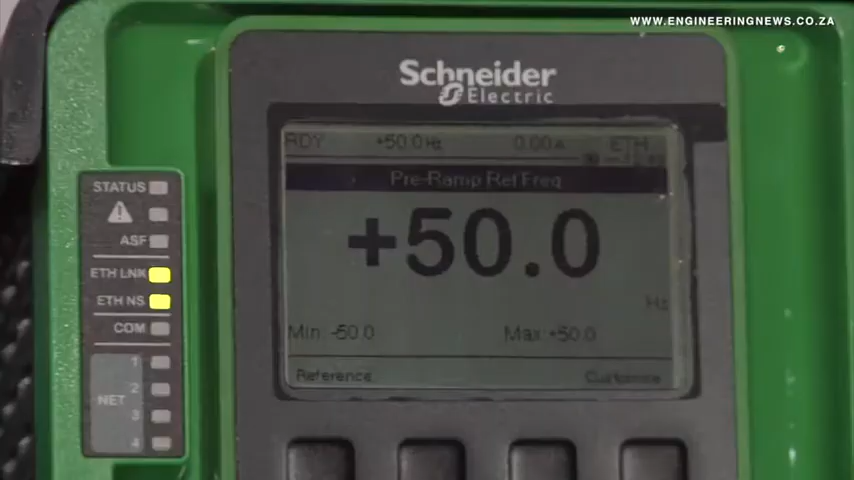 WWW.ENGINEERINGNEWS.CO.ZA
Schneider
Electric
RDY +50.0Hz 0.00A ETH
Pre-Ramp Ref Freq
+50.0
Hz
Min: -50.0 Max: +50.0
Reference Customise
STATUS
ASF
ETH LNK
ETH NS
COM
NET
1
2
3
4